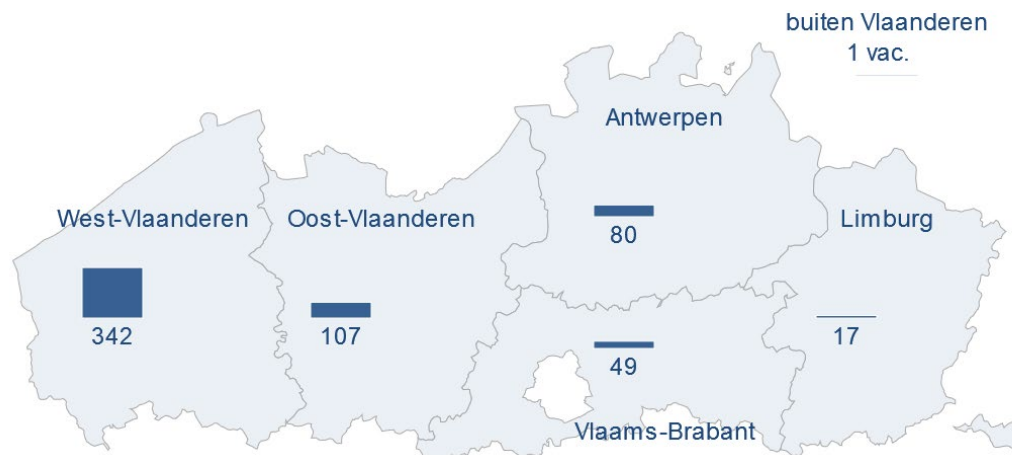 buiten Vlaanderen
1 vac.
Antwerpen
West-Vlaanderen
Oost-Vlaanderen
Limburg
80
342
107
17
49
Vlaams-Brabant